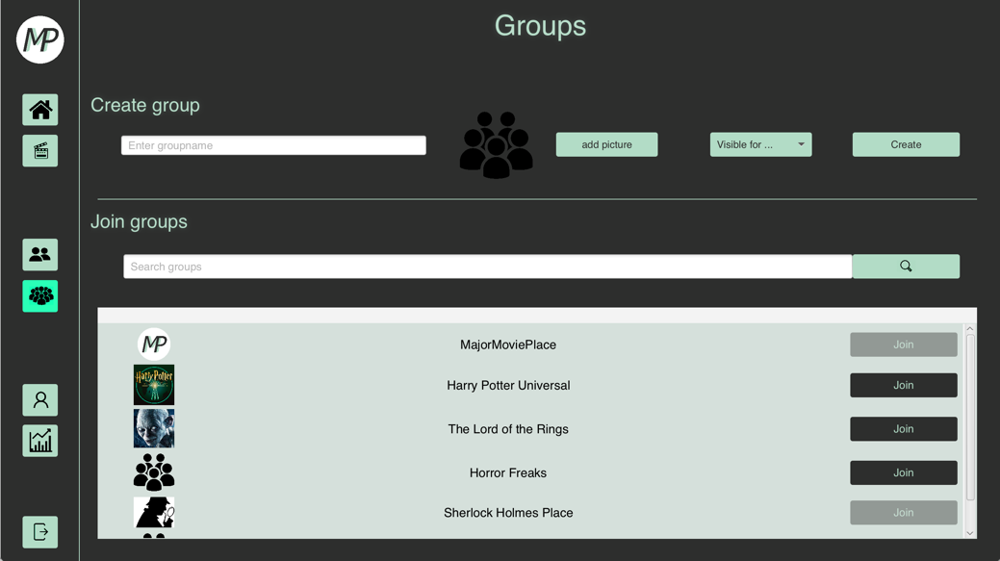 MP
Groups
Create group
Enter groupname
add picture
Visible for ...
Create
Join groups
Search groups
MP
MajorMoviePlace
Join
Harry Potter
Harry Potter Universal
Join
The Lord of the Rings
Join
Horror Freaks
Join
Sherlock Holmes Place
Join